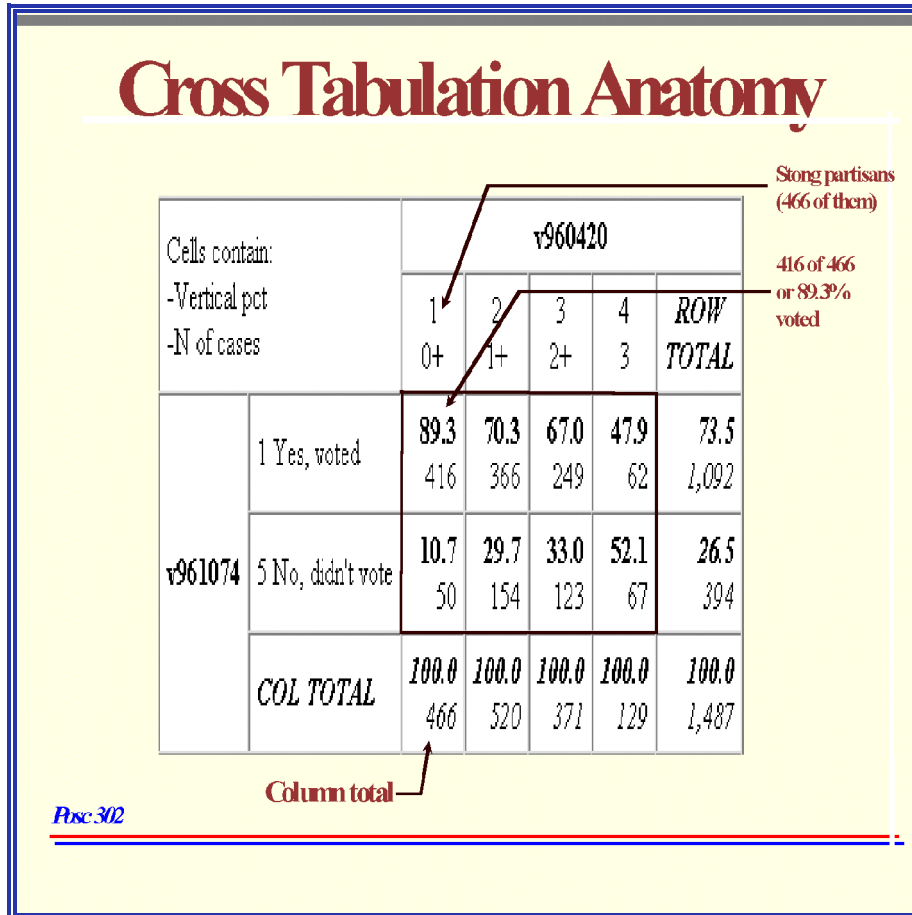 Cross Tabulation Anatomy
Stong partisans
(466 of them)
416 of 466
or 89.3%
voted
Cells contain:
-Vertical pct
-N of cases
v960420
1 2 3 4 ROW
0+ 1+ 2+ 3 TOTAL
v961074
1 Yes, voted
89.3 70.3 67.0 47.9 73.5
416 366 249 62 1,092
5 No, didn't vote
10.7 29.7 33.0 52.1 26.5
50 154 123 67 394
COL TOTAL
100.0 100.0 100.0 100.0 100.0
466 520 371 129 1,487
Column total
Posc 302